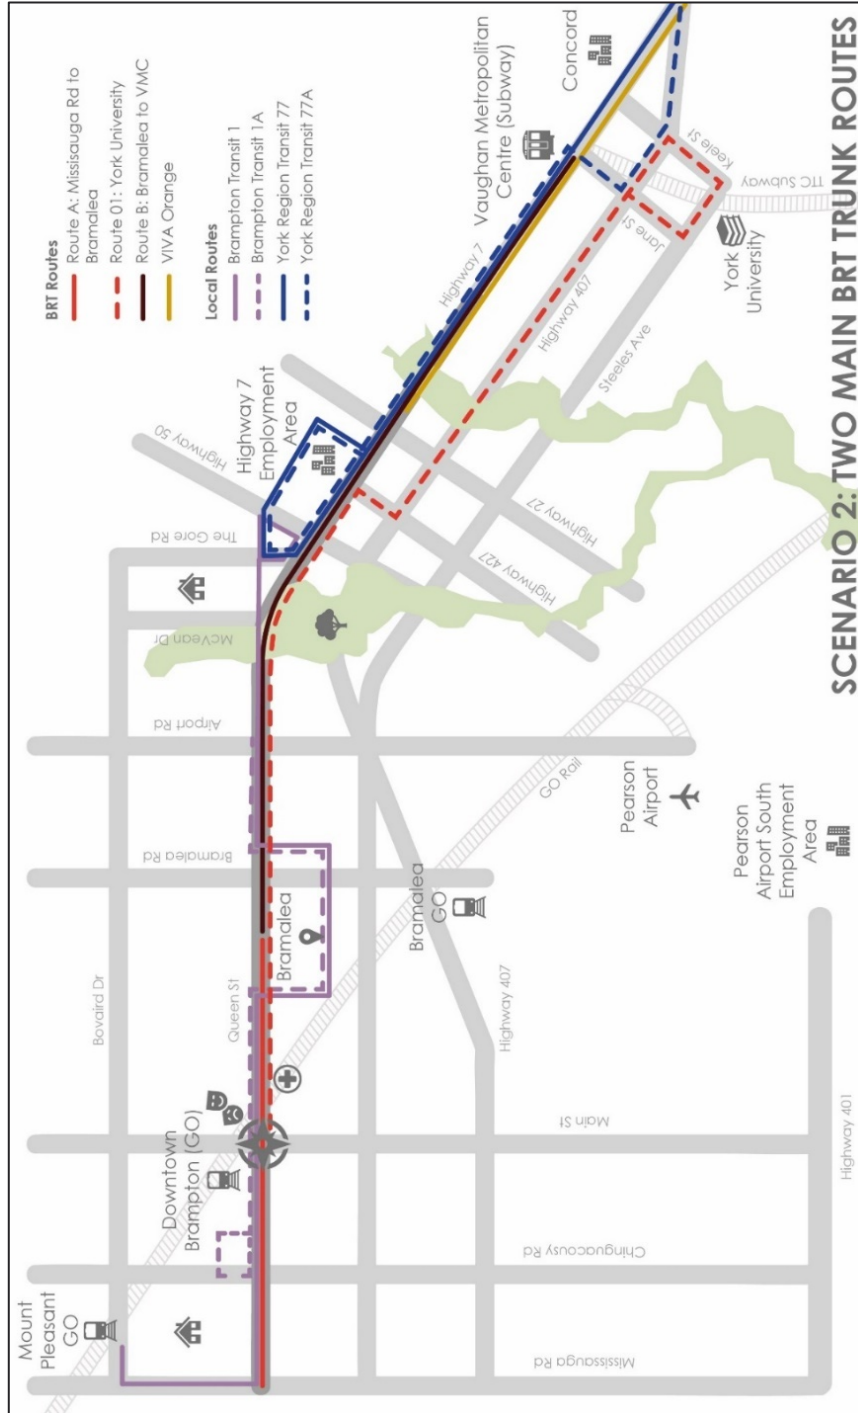 BRT Routes
Route A: Missisauga Rd to
Bramalea
Route 01: York University
Route B: Bramalea to VMC
VIVA Orange
Local Routes
Brampton Transit 1
Brampton Transit 1A
York Region Transit 77
York Region Transit 77A
Mount
Pleasant
GO
Bovaird Dr
Queen St
Downtown
Brampton (GO)
Bramalea
Bramalea Rd
Airport Rd
McVean Dr
The Gore Rd
Highway 50
Highway 7
Employment
Area
Highway 7
Vaughan Metropolitan
Centre (Subway)
Concord
Highway 407
Steeles Ave
Jane St
Keele St
TTC Subway
York
University
Highway 27
Highway 427
GO Rail
Pearson
Airport
Bramalea
GO
Highway 407
Pearson
Airport South
Employment
Area
Mississauga Rd
Chinguacousy Rd
Main St
Highway 401
SCENARIO 2: TWO MAIN BRT TRUNK ROUTES